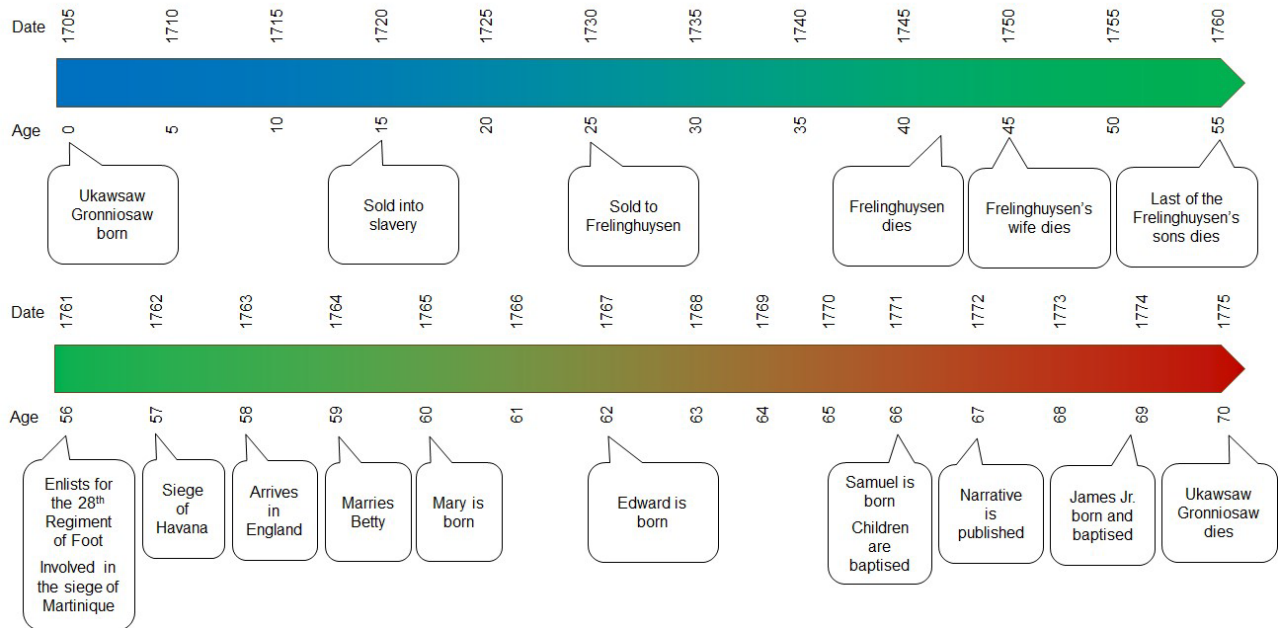 Date 1705 1710 1715 1720 1725 1730 1735 1740 1745 1750 1755 1760
Age 0 5 10 15 20 25 30 35 40 45 50 55
Ukawsaw
Gronniosaw
born
Sold into
slavery
Sold to
Frelinghuysen
Frelinghuysen
dies
Frelinghuysen's
wife dies
Last of the
Frelinghuysen's
sons dies
Date 1761 1762 1763 1764 1765 1766 1767 1768 1769 1770 1771 1772 1773 1774 1775
Age 56 57 58 59 60 61 62 63 64 65 66 67 68 69 70
Enlists for
the 28th
Regiment
of Foot
Involved in
the siege of
Martinique
Siege
of
Havana
Arrives
in
England
Marries
Betty
Mary is
born
Edward is
born
Samuel is
born
Children
are
baptised
Narrative
is
published
James Jr.
born and
baptised
Ukawsaw
Gronniosaw
dies